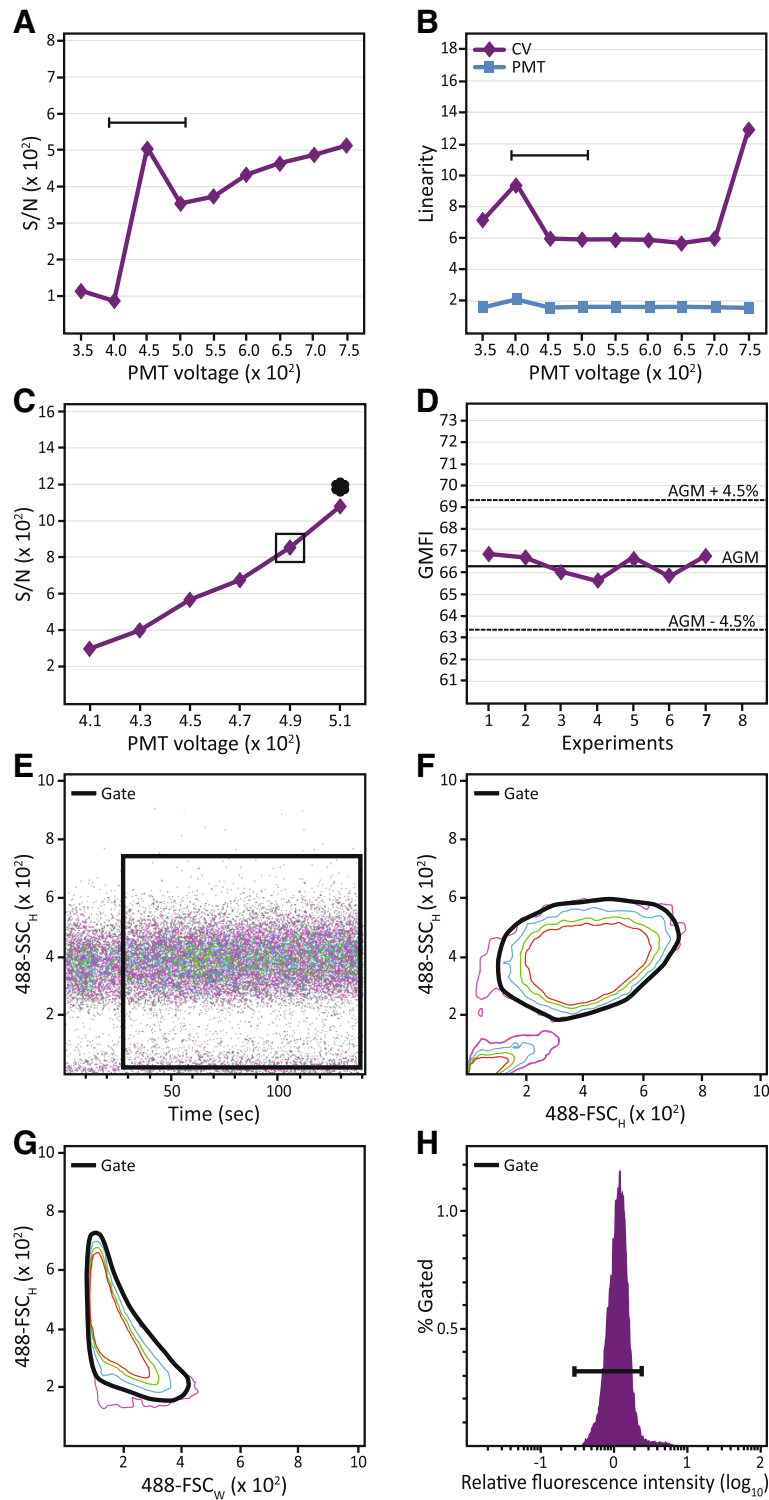 A
S/N (x 10²)
8
7
6
5
4
3
2
1
3.5 4.0 4.5 5.0 5.5 6.0 6.5 7.0 7.5
PMT voltage (x 10²)
B
CV
PMT
Linearity
18
16
14
12
10
8
6
4
2
3.5 4.0 4.5 5.0 5.5 6.0 6.5 7.0 7.5
PMT voltage (x 10²)
C
S/N (x 10²)
16
14
12
10
8
6
4
2
4.1 4.3 4.5 4.7 4.9 5.1
PMT voltage (x 10²)
D
GMFI
73
72
71
70
69
68
67
66
65
64
63
62
61
AGM + 4.5%
AGM
AGM - 4.5%
1 2 3 4 5 6 7 8
Experiments
E
Gate
488-SSC_H (x 10²)
10
8
6
4
2
50 100
Time (sec)
F
Gate
488-SSC_H (x 10²)
10
8
6
4
2
2 4 6 8 10
488-FSC_H (x 10²)
G
Gate
488-FSC_H (x 10²)
10
8
6
4
2
2 4 6 8 10
488-FSC_W (x 10²)
H
Gate
% Gated
1.0
0.5
-1 0 1 2
Relative fluorescence intensity (log₁₀)